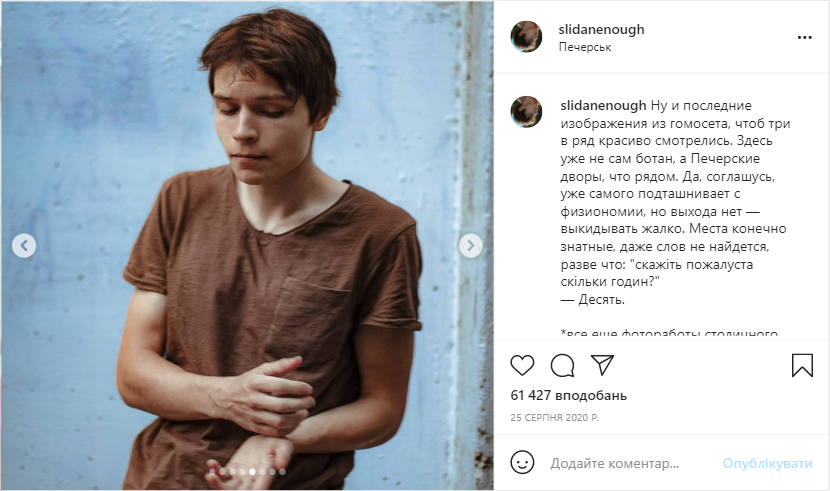 slidanenough
Печерськ
slidanenough Ну и последние
изображения из гомосета, чтоб три
в ряд красиво смотрелись. Здесь
уже не сам ботан, а Печерские
дворы, что рядом. Да, соглашусь,
уже самого подташнивает с
физиономии, но выхода нет —
выкидывать жалко. Места конечно
знатные, даже слов не найдется,
разве что: "скажіть пожалуста
скільки годин?"
— Десять.
*все еще фотоработы столичного
61 427 вподобань
25 СЕРПНЯ 2020 Р.
Додайте коментар...
Опублікувати